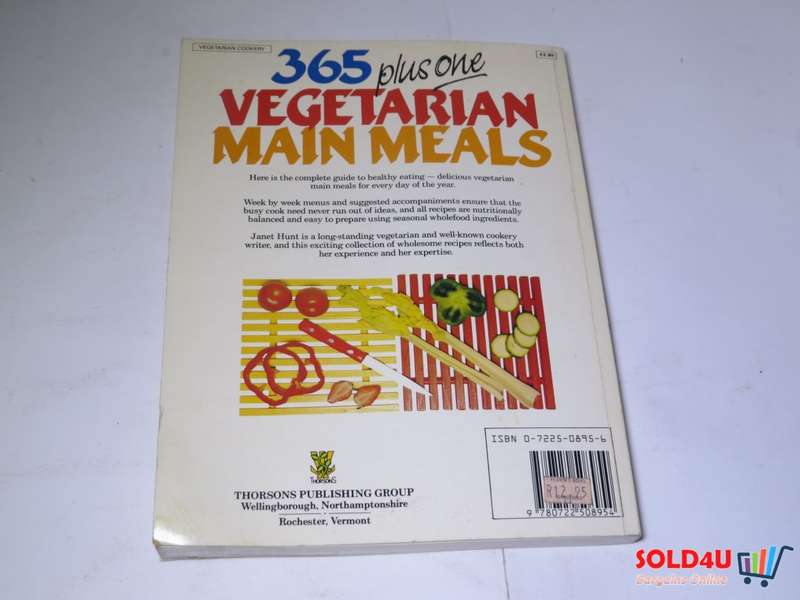 VEGETARIAN COOKERY
365 plus one
VEGETARIAN
MAIN MEALS
Here is the complete guide to healthy eating — delicious vegetarian
main meals for every day of the year.
Week by week menus and suggested accompaniments ensure that the
busy cook need never run out of ideas, and all recipes are nutritionally
balanced and easy to prepare using seasonal wholefood ingredients.
Janet Hunt is a long-standing vegetarian and well-known cookery
writer, and this exciting collection of wholesome recipes reflects both
her experience and her expertise.
THORSONS
THORSONS PUBLISHING GROUP
Wellingborough, Northamptonshire
Rochester, Vermont
ISBN 0-7225-0895-6
R12.95
9 780722 508954
SOLD4U
Bargains Online